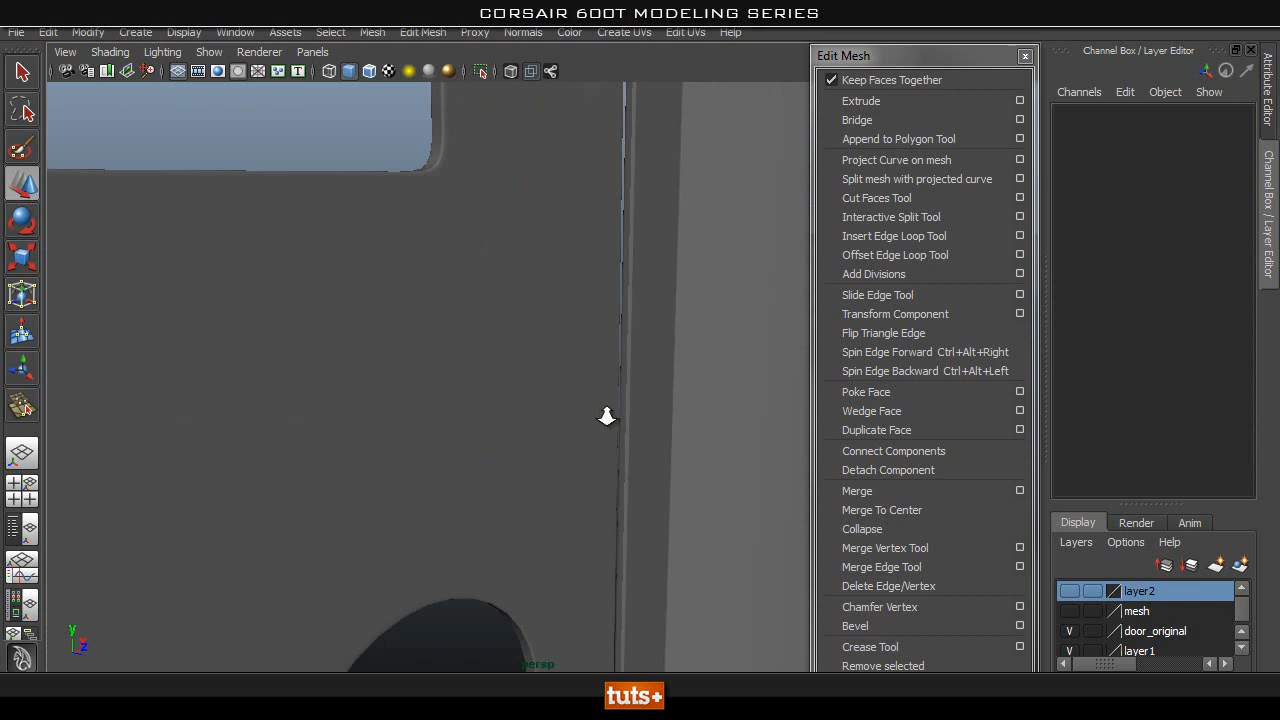 CORSAIR 600T MODELING SERIES
File Edit Modify Create Display Window Assets Select Mesh Edit Mesh Proxy Normals Color Create UVs Edit UVs Help
View Shading Lighting Show Renderer Panels
Edit Mesh
Keep Faces Together
Extrude
Bridge
Append to Polygon Tool
Project Curve on mesh
Split mesh with projected curve
Cut Faces Tool
Interactive Split Tool
Insert Edge Loop Tool
Offset Edge Loop Tool
Add Divisions
Slide Edge Tool
Transform Component
Flip Triangle Edge
Spin Edge Forward Ctrl+Alt+Right
Spin Edge Backward Ctrl+Alt+Left
Poke Face
Wedge Face
Duplicate Face
Connect Components
Detach Component
Merge
Merge To Center
Collapse
Merge Vertex Tool
Merge Edge Tool
Delete Edge/Vertex
Chamfer Vertex
Bevel
Crease Tool
Remove selected
Channel Box / Layer Editor
Channels Edit Object Show
Attribute Editor
Channel Box / Layer Editor
Display Render Anim
Layers Options Help
layer2
mesh
V door_original
V layer1
y
z
persp
tuts+